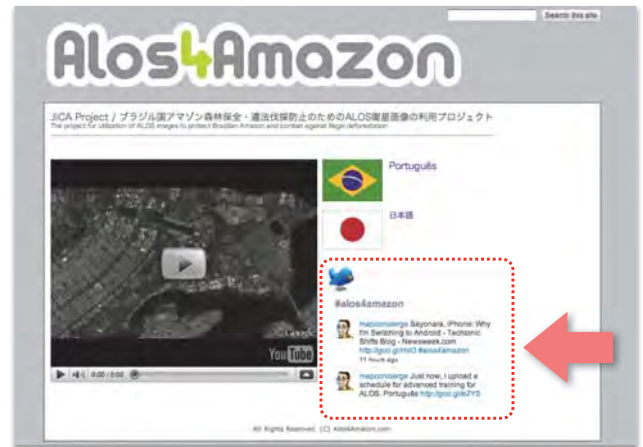 Search this site
Alos4Amazon
JICA Project / ブラジル国アマゾン森林保全・違法伐採防止のためのALOS衛星画像の利用プロジェクト
The project for utilization of ALOS images to protect Brazilian Amazon and combat against illegal deforestation
Português
日本語
#alos4amazon
mapconcierge Sayonara, iPhone: Why
I'm Switching to Android - Techtonic
Shifts Blog - Newsweek.com
#alos4amazon
11 hours ago
mapconcierge Just now, I upload a
schedule for advanced training for
ALOS. Português
Google
YouTube
0:00 / 0:00
All Rights Reserved. (C) Alos4Amazon.com